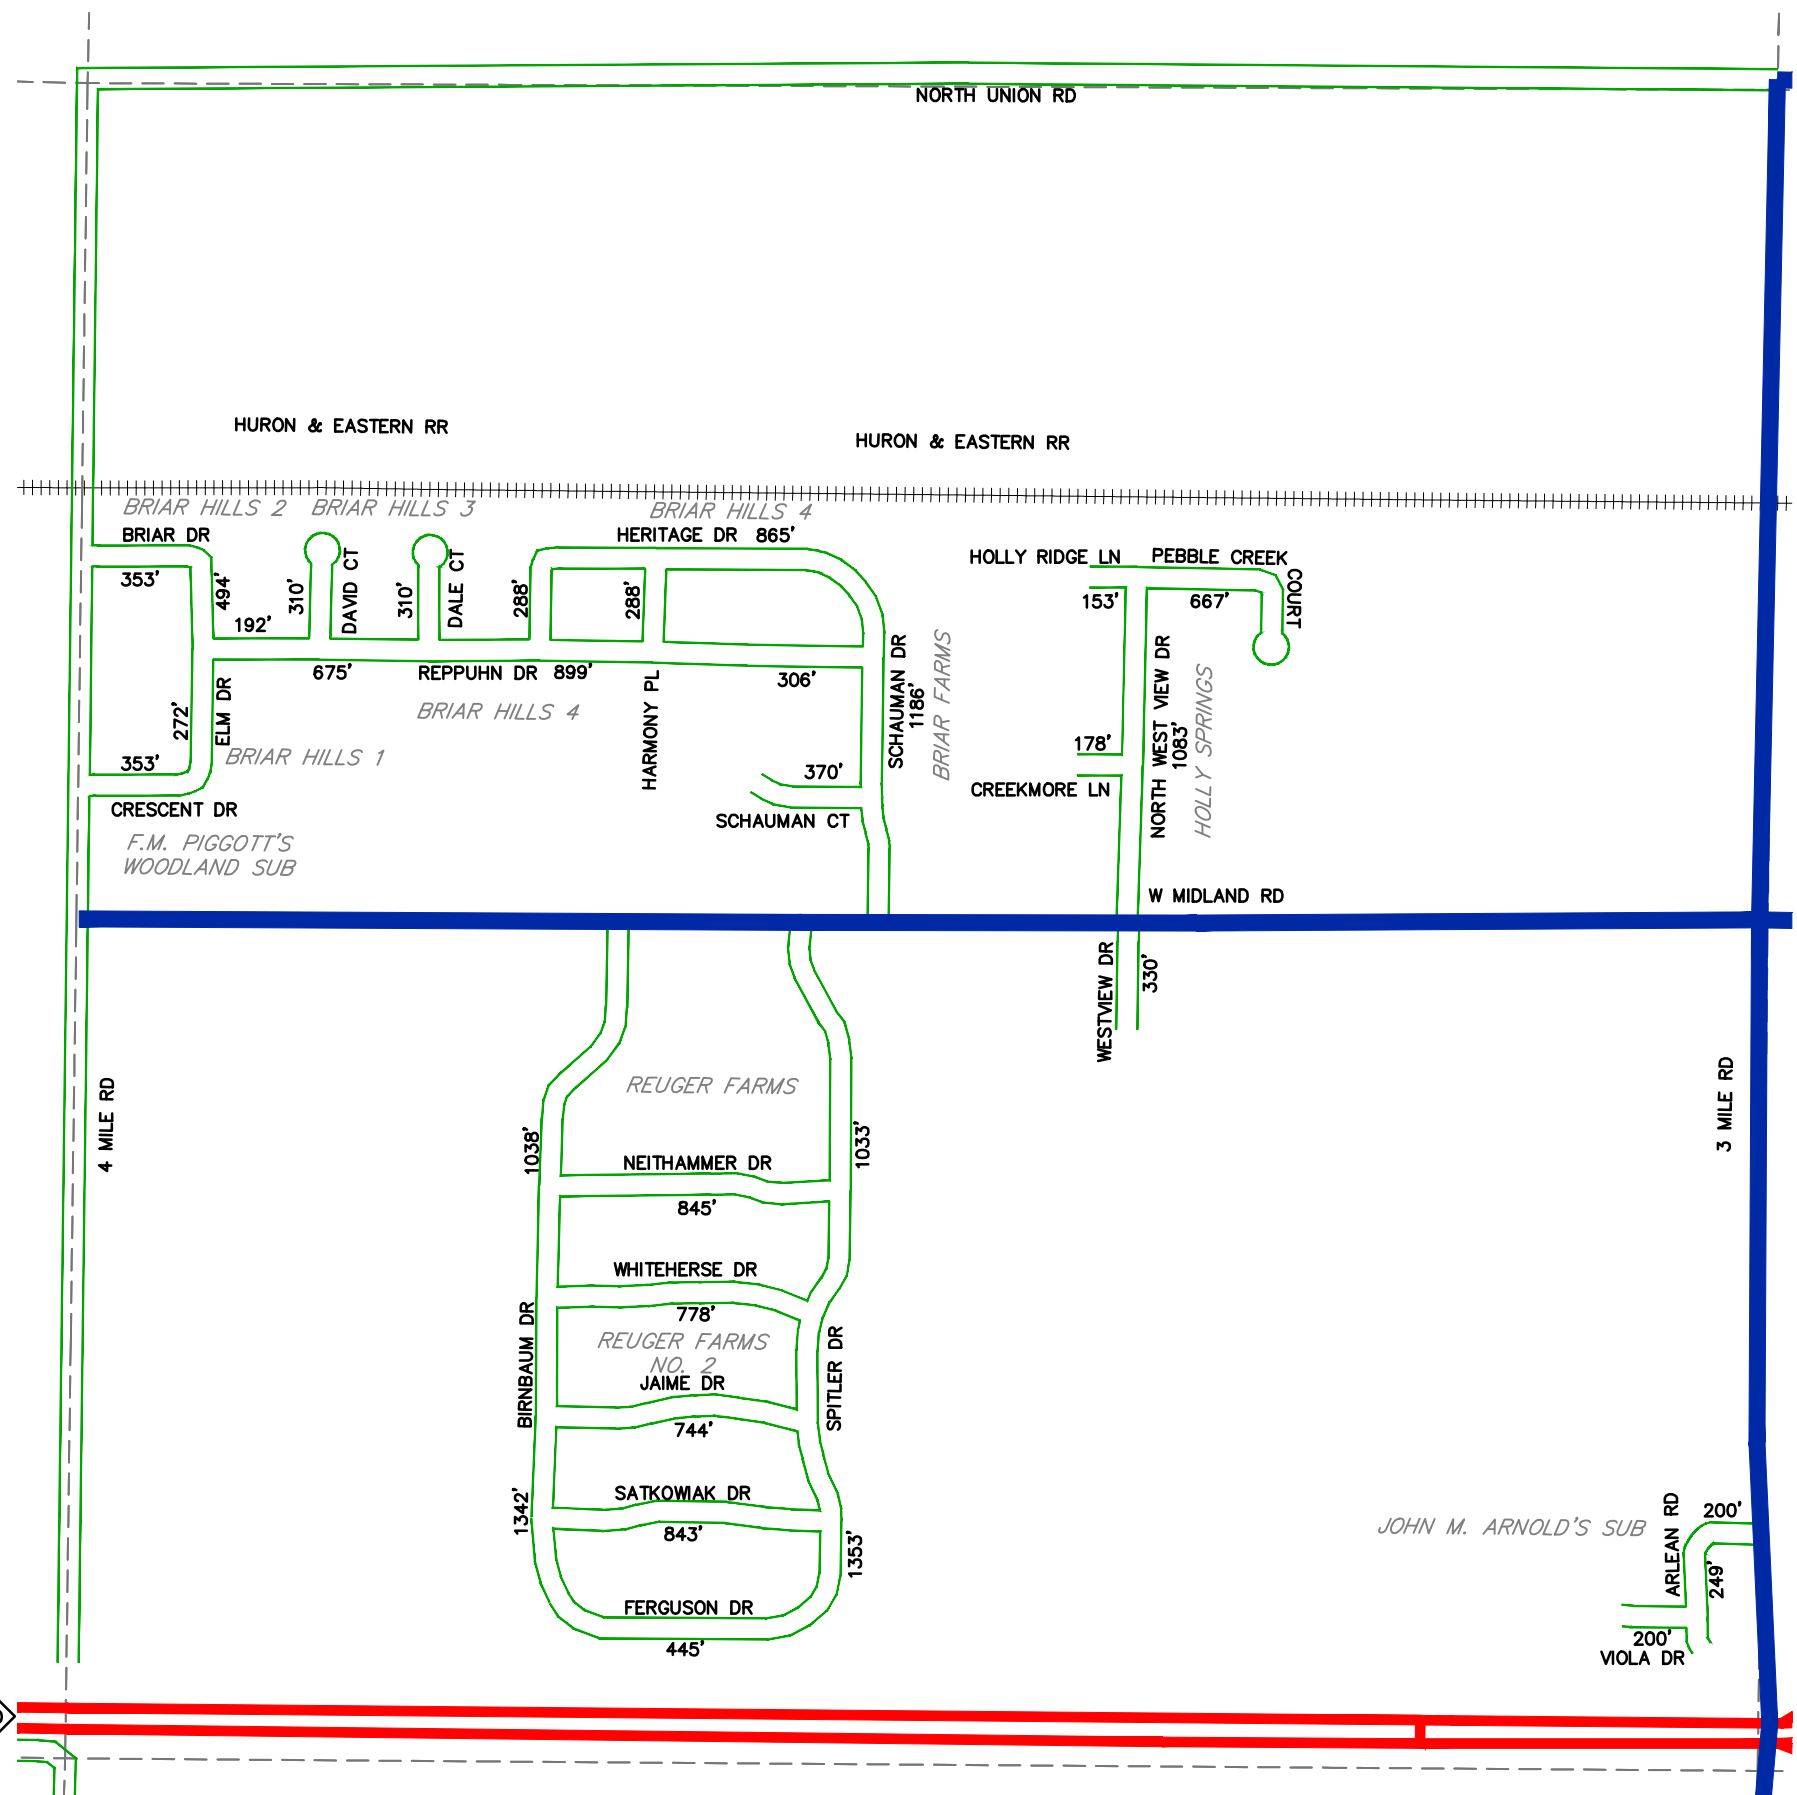 NORTH UNION RD
HURON & EASTERN RR
HURON & EASTERN RR
BRIAR HILLS 2
BRIAR HILLS 3
BRIAR HILLS 4
BRIAR DR
HERITAGE DR 865'
HOLLY RIDGE LN
PEBBLE CREEK
COURT
353'
494'
310'
DAVID CT
310'
DALE CT
288'
288'
153'
667'
192'
675'
REPPUHN DR 899'
306'
SCHAUMAN DR
1186'
BRIAR FARMS
NORTH WEST VIEW DR
1083'
HOLLY SPRINGS
272'
ELM DR
BRIAR HILLS 4
HARMONY PL
BRIAR HILLS 1
353'
370'
178'
CRESCENT DR
SCHAUMAN CT
CREEKMORE LN
F.M. PIGGOTT'S
WOODLAND SUB
W MIDLAND RD
WESTVIEW DR
330'
4 MILE RD
REUGER FARMS
3 MILE RD
1038'
1033'
NEITHAMMER DR
845'
WHITEHERSE DR
778'
BIRNBAUM DR
REUGER FARMS
NO. 2
SPITLER DR
JAIME DR
744'
SATKOWIAK DR
843'
1342'
1353'
FERGUSON DR
445'
JOHN M. ARNOLD'S SUB
ARLEAN RD
200'
249'
200'
VIOLA DR